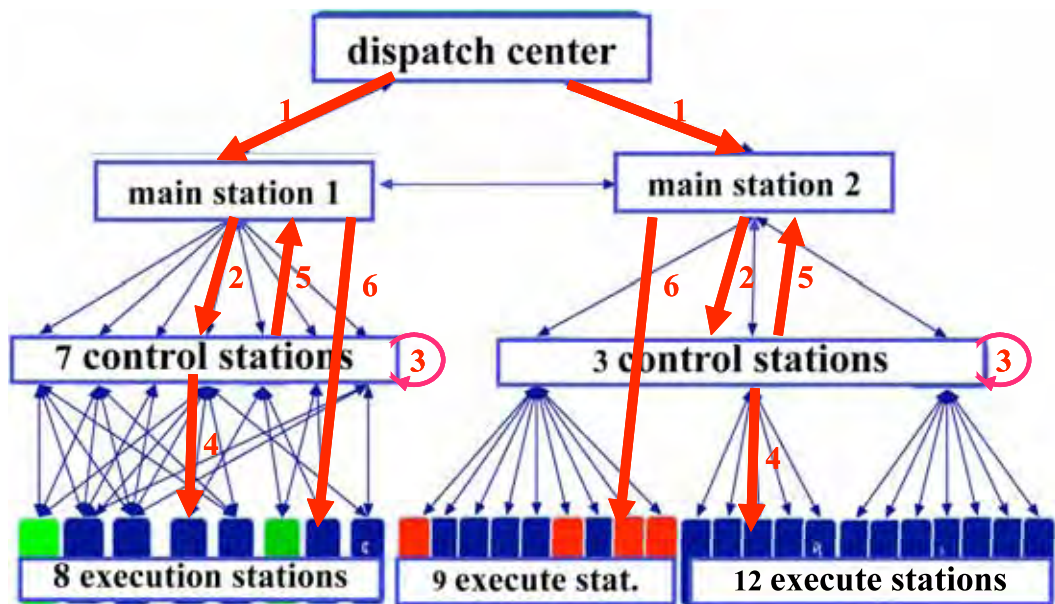 dispatch center
1
1
main station 1
main station 2
2
5
6
6
2
5
7 control stations
3
3 control stations
3
4
4
8 execution stations
9 execute stat.
12 execute stations